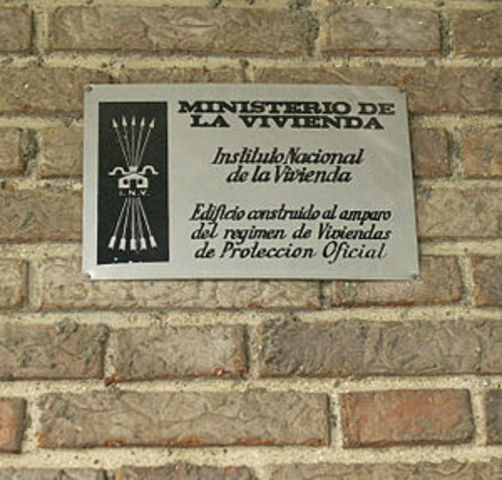 MINISTERIO DE
LA VIVIENDA
Instituto Nacional
de la Vivienda
I.N.V.
Edificio construido al amparo
del regimen de Viviendas
de Proteccion Oficial